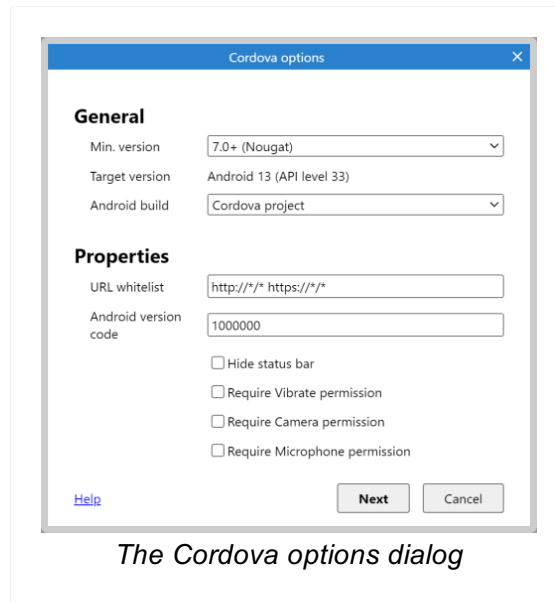 Cordova options
General
Min. version
7.0+ (Nougat)
Target version
Android 13 (API level 33)
Android build
Cordova project
Properties
URL whitelist
http://*/* https://*/*
Android version
code
1000000
Hide status bar
Require Vibrate permission
Require Camera permission
Require Microphone permission
Help
Next
Cancel
The Cordova options dialog